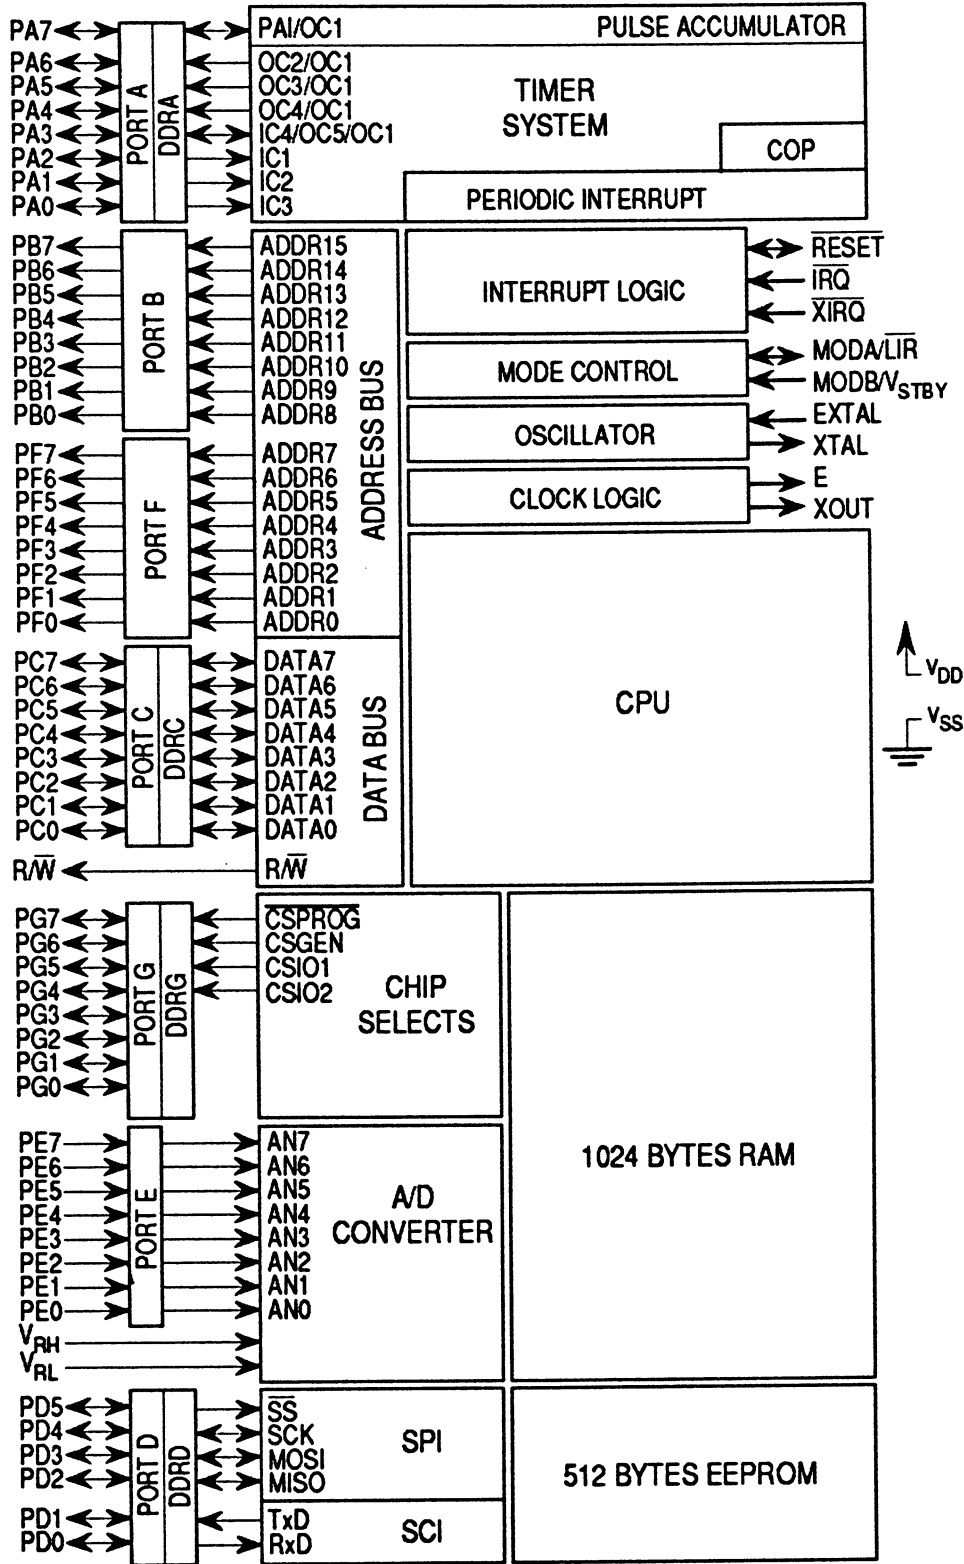 PA7 PAI/OC1 PULSE ACCUMULATOR
PA6 OC2/OC1
PA5 OC3/OC1
PA4 OC4/OC1
PA3 IC4/OC5/OC1
PA2 IC1
PA1 IC2
PA0 IC3
PORT A
DDRA
TIMER
SYSTEM
COP
PERIODIC INTERRUPT
PB7 ADDR15
PB6 ADDR14
PB5 ADDR13
PB4 ADDR12
PB3 ADDR11
PB2 ADDR10
PB1 ADDR9
PB0 ADDR8
PORT B
PF7 ADDR7
PF6 ADDR6
PF5 ADDR5
PF4 ADDR4
PF3 ADDR3
PF2 ADDR2
PF1 ADDR1
PF0 ADDR0
PORT F
ADDRESS BUS
INTERRUPT LOGIC
R̅E̅S̅E̅T̅
I̅R̅Q̅
X̅I̅R̅Q̅
MODE CONTROL
MODA/L̅I̅R̅
MODB/VSTBY
OSCILLATOR
EXTAL
XTAL
CLOCK LOGIC
E
XOUT
PC7 DATA7
PC6 DATA6
PC5 DATA5
PC4 DATA4
PC3 DATA3
PC2 DATA2
PC1 DATA1
PC0 DATA0
PORT C
DDRC
DATA BUS
R/W̅ R/W̅
CPU
VDD
VSS
PG7 C̅S̅P̅R̅O̅G̅
PG6 CSGEN
PG5 CSIO1
PG4 CSIO2
PG3
PG2
PG1
PG0
PORT G
DDRG
CHIP
SELECTS
1024 BYTES RAM
PE7 AN7
PE6 AN6
PE5 AN5
PE4 AN4
PE3 AN3
PE2 AN2
PE1 AN1
PE0 AN0
PORT E
A/D
CONVERTER
VRH
VRL
PD5 S̅S̅
PD4 SCK
PD3 MOSI
PD2 MISO
PD1 TxD
PD0 RxD
PORT D
DDRD
SPI
SCI
512 BYTES EEPROM